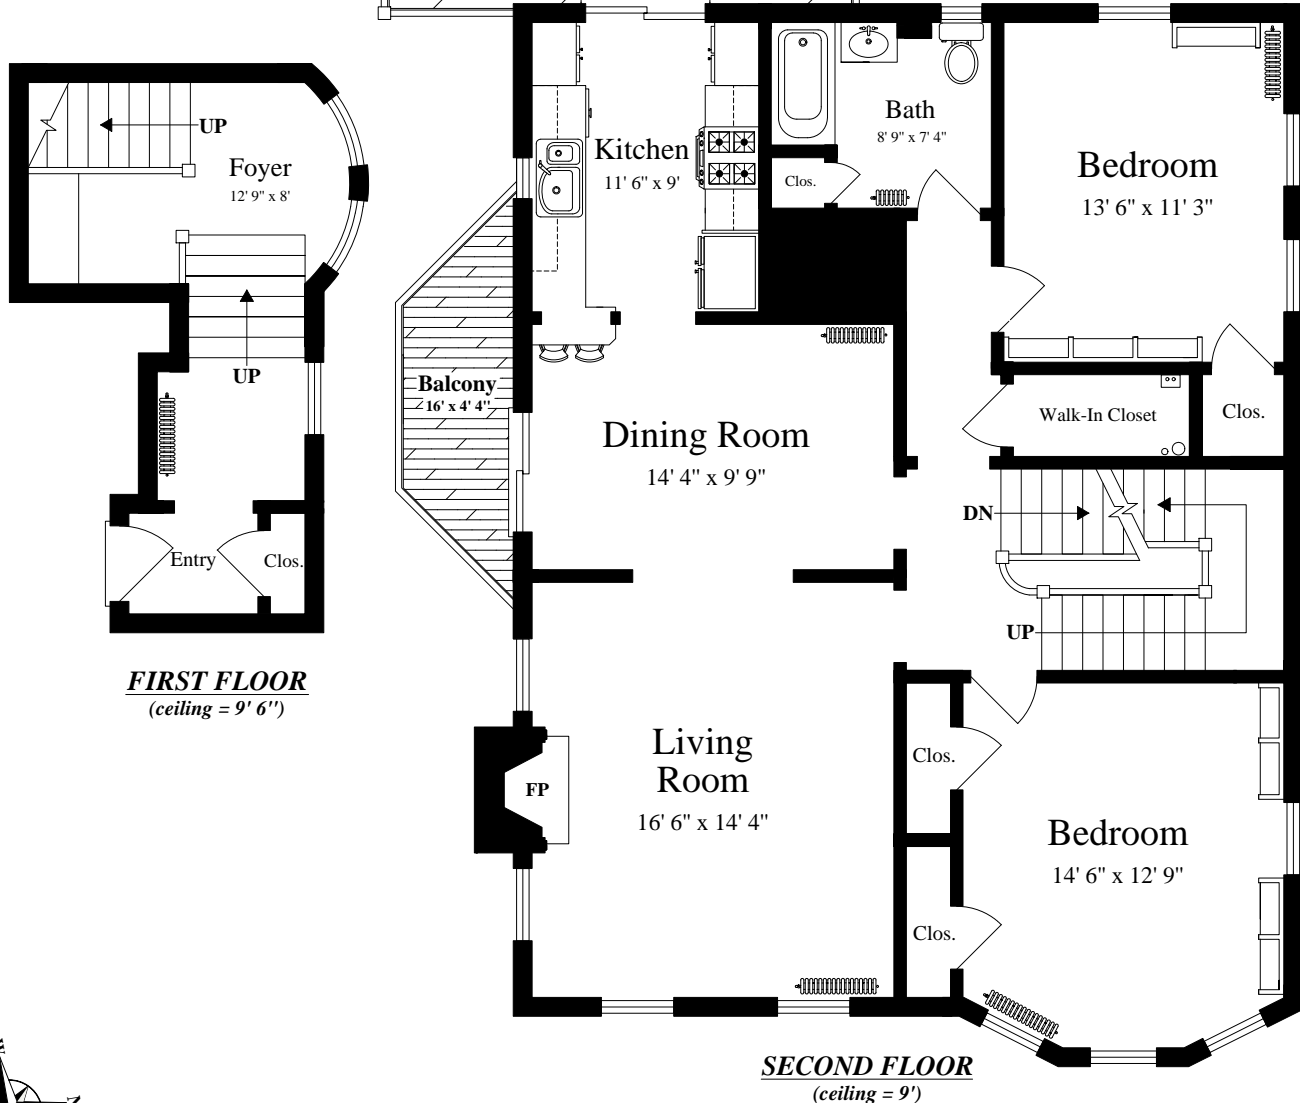 UP
Foyer
12' 9" x 8'
UP
Entry
Clos.
FIRST FLOOR
(ceiling = 9' 6")
Kitchen
11' 6" x 9'
Bath
8' 9" x 7' 4"
Clos.
Bedroom
13' 6" x 11' 3"
Balcony
16' x 4' 4"
Dining Room
14' 4" x 9' 9"
Walk-In Closet
Clos.
DN
UP
Living
Room
16' 6" x 14' 4"
FP
Clos.
Clos.
Bedroom
14' 6" x 12' 9"
SECOND FLOOR
(ceiling = 9')